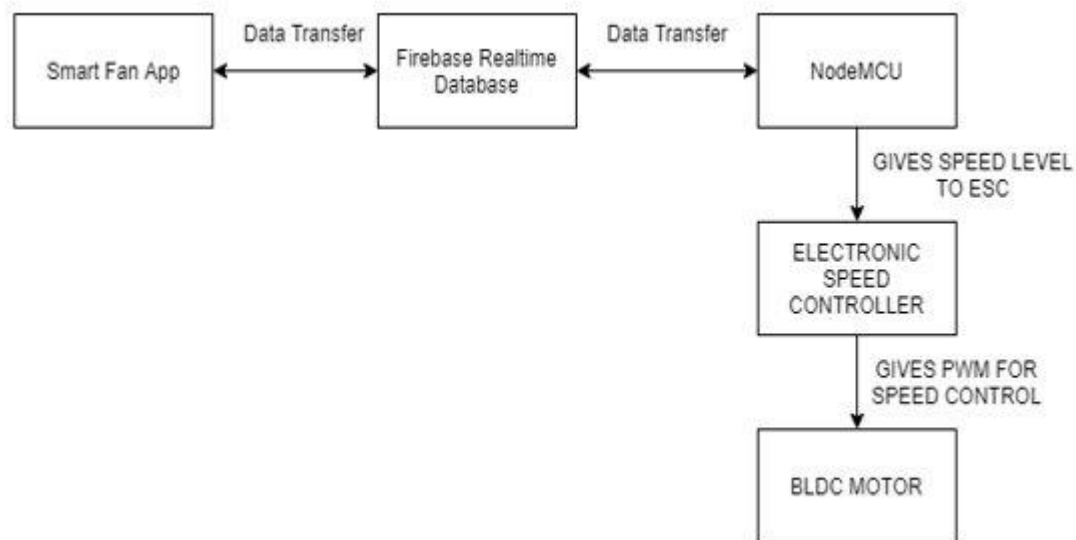 Data Transfer
Data Transfer
Smart Fan App
Firebase Realtime
Database
NodeMCU
GIVES SPEED LEVEL
TO ESC
ELECTRONIC
SPEED
CONTROLLER
GIVES PWM FOR
SPEED CONTROL
BLDC MOTOR